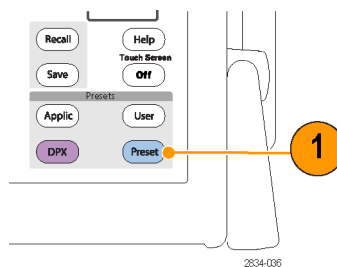 Recall
Help
Touch Screen
Save
Off
Presets
Applic
User
DPX
Preset
1
2834-036